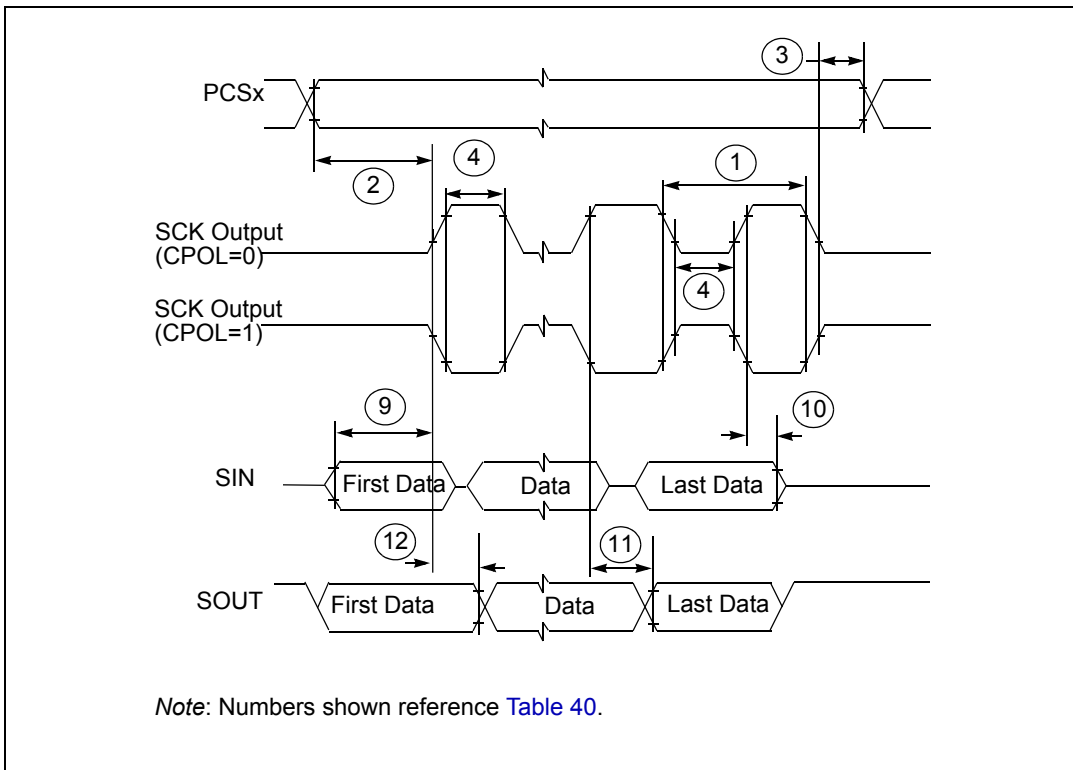 3
PCSx
2
4
1
SCK Output
(CPOL=0)
4
SCK Output
(CPOL=1)
9
10
SIN
First Data
Data
Last Data
12
11
SOUT
First Data
Data
Last Data
Note: Numbers shown reference Table 40.